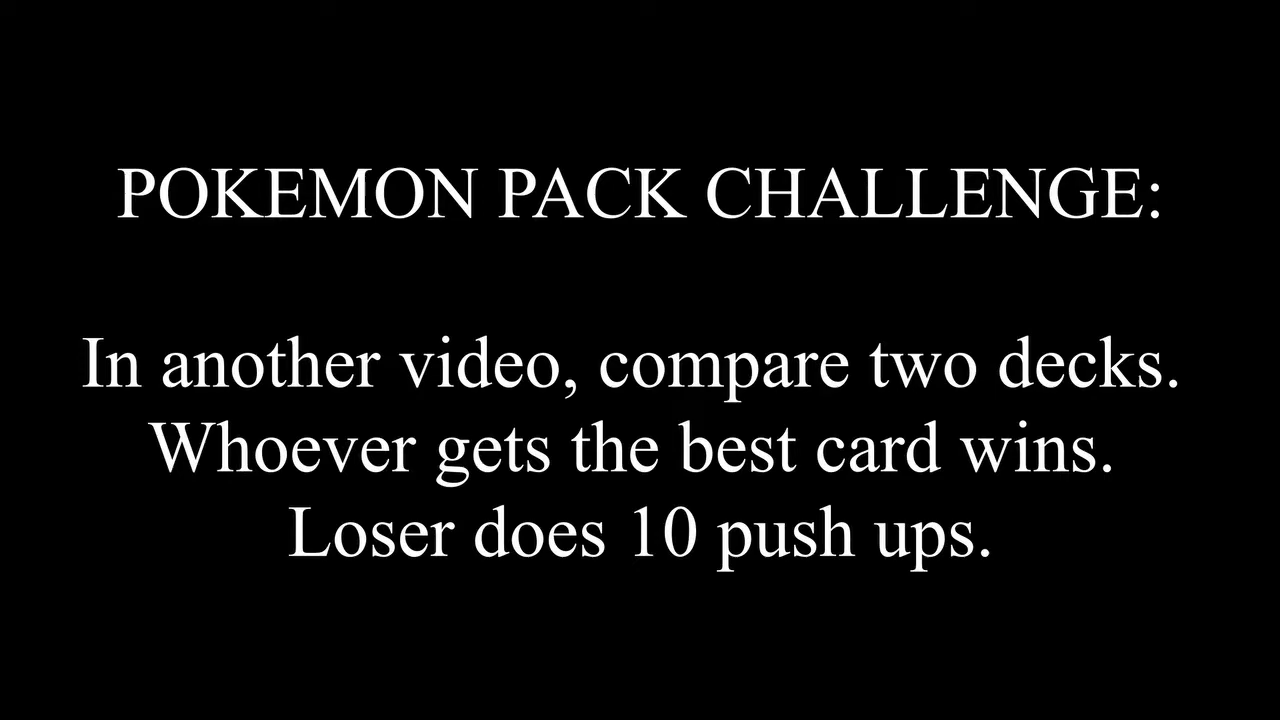 POKEMON PACK CHALLENGE:
In another video, compare two decks.
Whoever gets the best card wins.
Loser does 10 push ups.